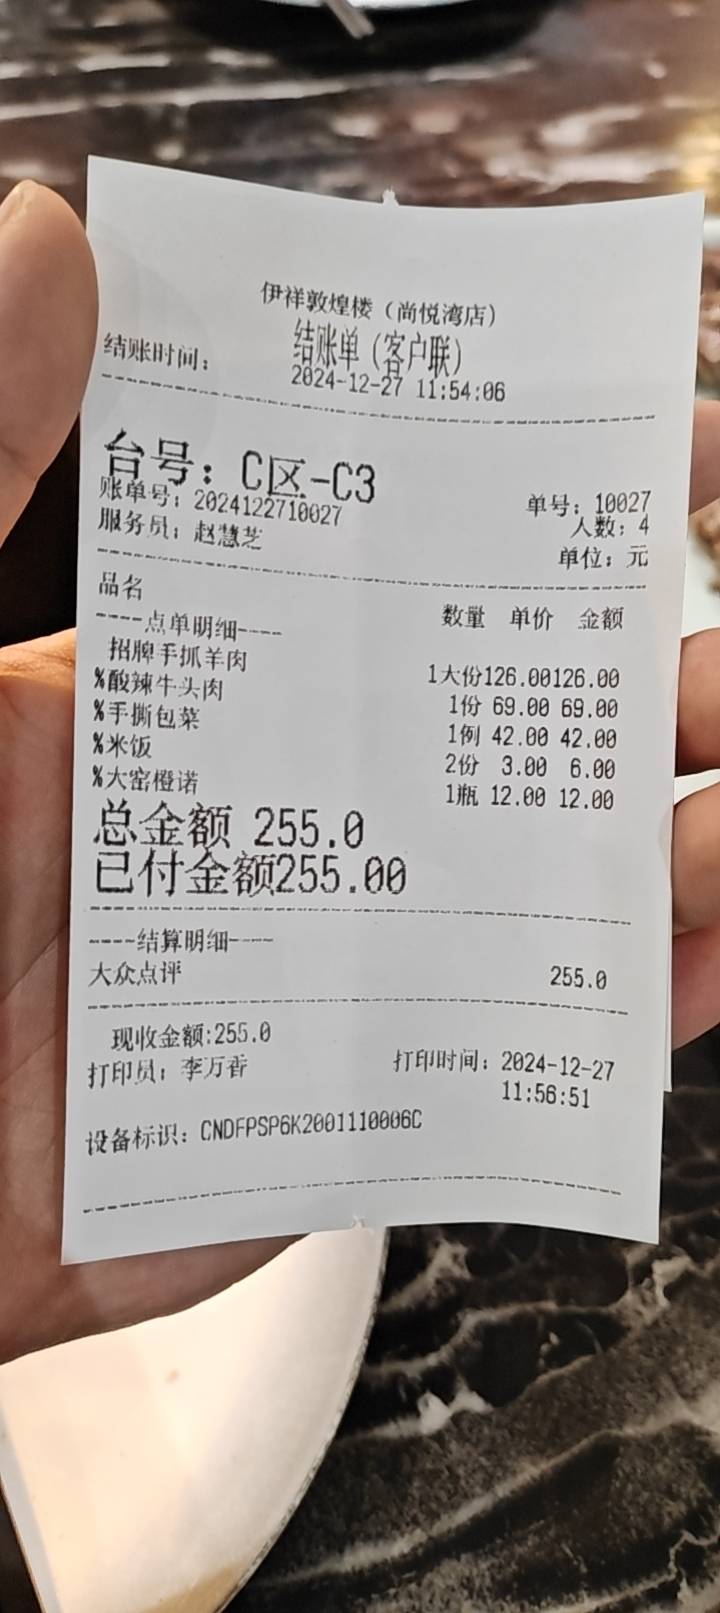 伊祥敦煌楼（尚悦湾店）
结账单（客户联）
结账时间： 2024-12-27 11:54:06
台号：C区-C3
账单号：2024122710027 单号：10027
服务员：赵慧芝 人数：4
单位：元
品名 数量 单价 金额
----点单明细----
招牌手抓羊肉 1大份126.00126.00
%酸辣牛头肉 1份 69.00 69.00
%手撕包菜 1例 42.00 42.00
%米饭 2份 3.00 6.00
%大窑橙诺 1瓶 12.00 12.00
总金额 255.0
已付金额255.00
----结算明细----
大众点评 255.0
现收金额:255.0
打印员：李万香 打印时间：2024-12-27
11:56:51
设备标识：CNDFPSP6K2001110006C